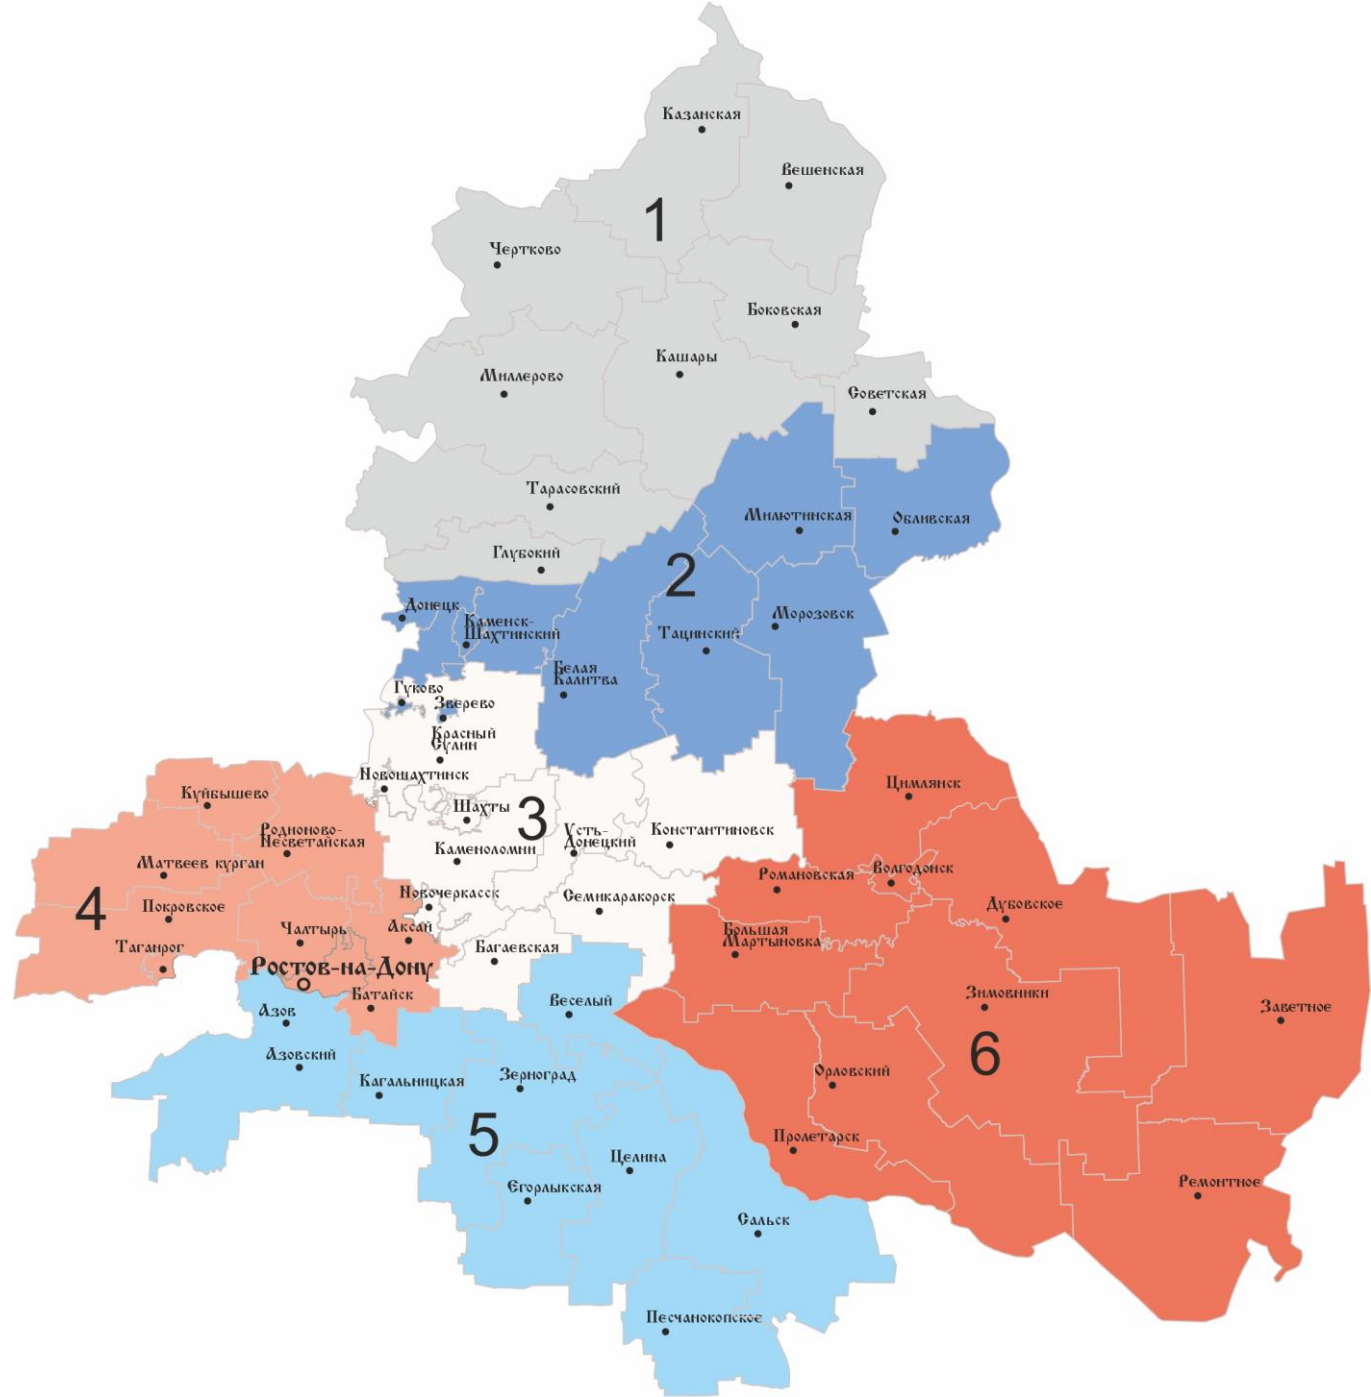 Казанская
Вешенская
1
Чертково
Боковская
Кашары
Миллерово
Советская
Тарасовский
Милютинская
Обливская
Глубокий
2
Донецк
Каменск-
Шахтинский
Морозовск
Тацинский
Белая
Калитва
Гуково
Зверево
Красный
Сулин
Новошахтинск
Цимлянск
Куйбышево
Шахты
3
Родионово-
Несветайская
Усть-
Донецкий
Константиновск
Каменоломни
Матвеев курган
Романовская
Волгодонск
Новочеркасск
Семикаракорск
4
Покровское
Дубовское
Чалтырь
Аксай
Большая
Мартыновка
Таганрог
Багаевская
Ростов-на-Дону
Батайск
Веселый
Зимовники
Заветное
Азов
6
Азовский
Кагальницкая
Зерноград
Орловский
5
Пролетарск
Целина
Егорлыкская
Ремонтное
Сальск
Песчанокопское